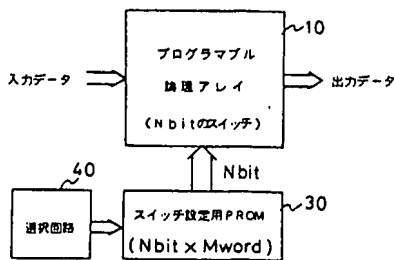 10
プログラマブル
論理アレイ
(Nbitのスイッチ)
入力データ
出力データ
Nbit
40
選択回路
30
スイッチ設定用PROM
(Nbit x Mword)